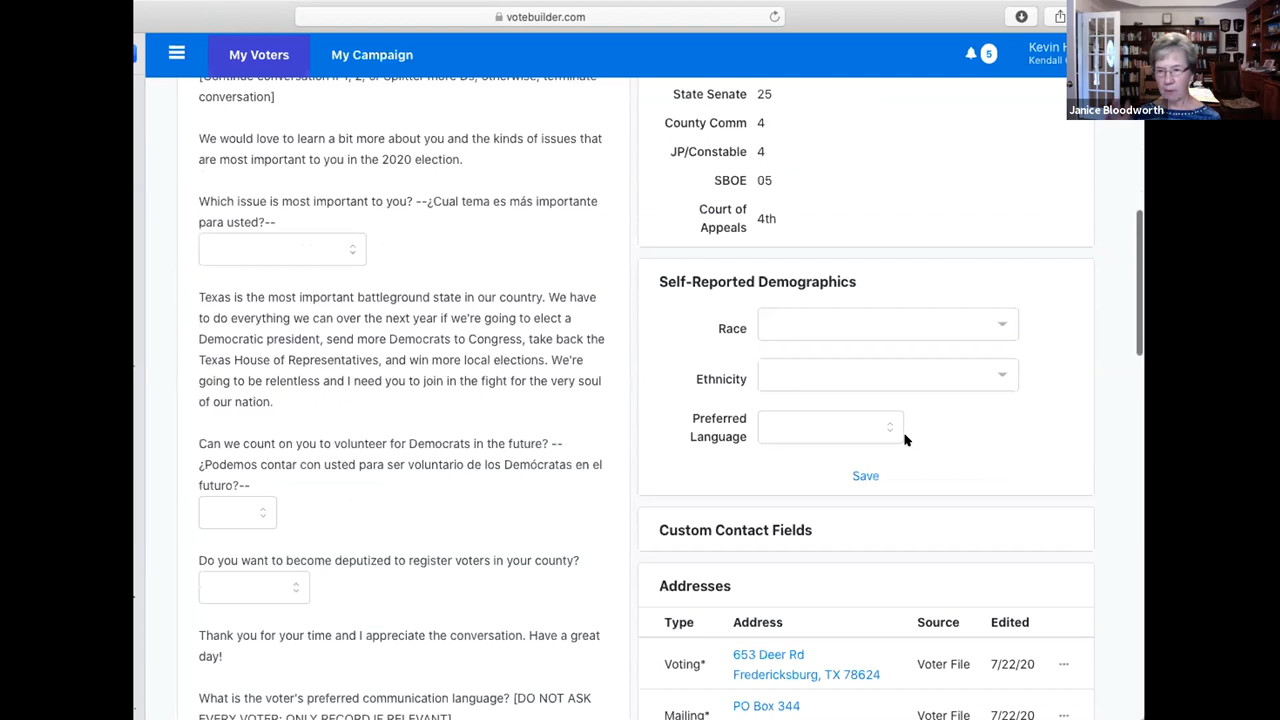 votebuilder.com
My Voters
My Campaign
5
Kevin H
Kendall
Janice Bloodworth
[Continue conversation if 1, 2, or Splitter more Ds, otherwise, terminate
conversation]
We would love to learn a bit more about you and the kinds of issues that
are most important to you in the 2020 election.
Which issue is most important to you? --¿Cual tema es más importante
para usted?--
Texas is the most important battleground state in our country. We have
to do everything we can over the next year if we're going to elect a
Democratic president, send more Democrats to Congress, take back the
Texas House of Representatives, and win more local elections. We're
going to be relentless and I need you to join in the fight for the very soul
of our nation.
Can we count on you to volunteer for Democrats in the future? --
¿Podemos contar con usted para ser voluntario de los Demócratas en el
futuro?--
Do you want to become deputized to register voters in your county?
Thank you for your time and I appreciate the conversation. Have a great
day!
What is the voter's preferred communication language? [DO NOT ASK
EVERY VOTER; ONLY RECORD IF RELEVANT]
State Senate 25
County Comm 4
JP/Constable 4
SBOE 05
Court of
Appeals 4th
Self-Reported Demographics
Race
Ethnicity
Preferred
Language
Save
Custom Contact Fields
Addresses
Type Address Source Edited
Voting* 653 Deer Rd
Fredericksburg, TX 78624 Voter File 7/22/20 ...
Mailing* PO Box 344 Voter File 7/22/20 ...